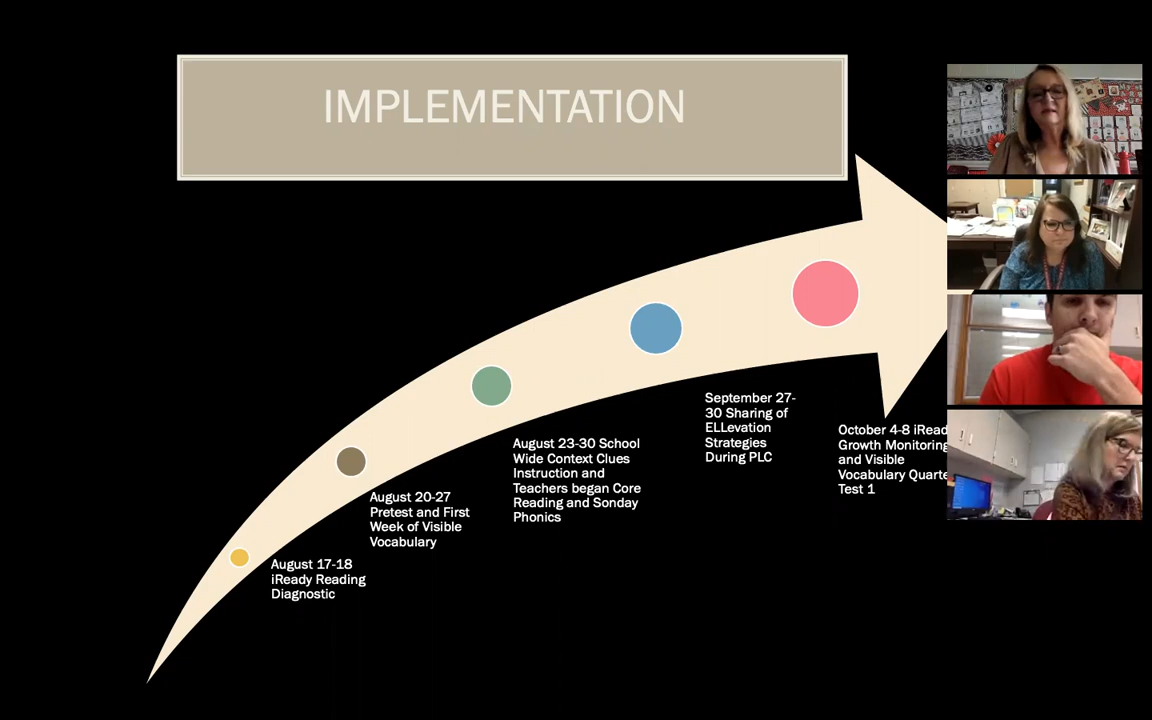 IMPLEMENTATION
August 17-18
iReady Reading
Diagnostic
August 20-27
Pretest and First
Week of Visible
Vocabulary
August 23-30 School
Wide Context Clues
Instruction and
Teachers began Core
Reading and Sonday
Phonics
September 27-
30 Sharing of
ELLevation
Strategies
During PLC
October 4-8 iRead
Growth Monitoring
and Visible
Vocabulary Quarte
Test 1